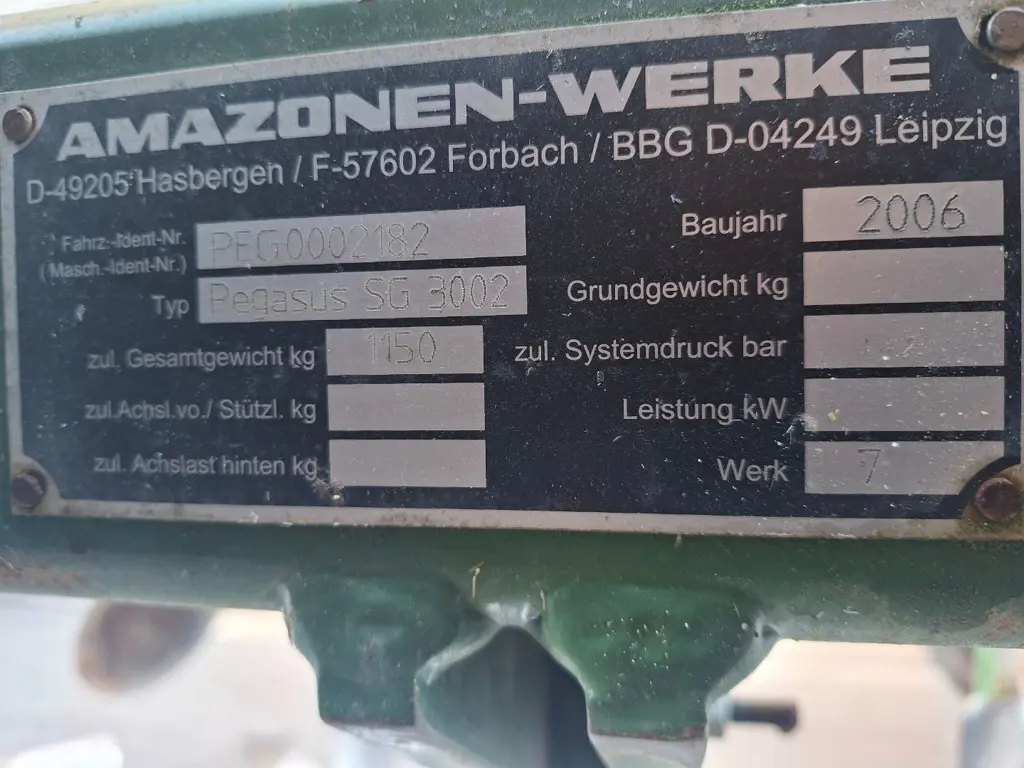 AMAZONEN-WERKE
D-49205 Hasbergen / F-57602 Forbach / BBG D-04249 Leipzig
Fahrz.-Ident-Nr.
(Masch.-Ident-Nr.) PEG0002182
Typ Pegasus SG 3002
zul. Gesamtgewicht kg 1150
zul.Achsl.vo./ Stützl. kg
zul. Achslast hinten kg
Baujahr 2006
Grundgewicht kg
zul. Systemdruck bar
Leistung kW
Werk 7